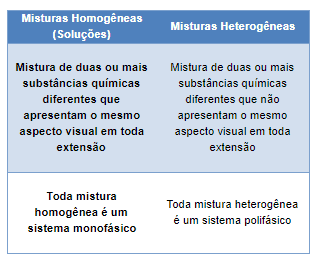 Misturas Homogêneas
(Soluções)
Misturas Heterogêneas
Mistura de duas ou mais
substâncias químicas
diferentes que
apresentam o mesmo
aspecto visual em toda
extensão
Mistura de duas ou mais
substâncias químicas
diferentes que não
apresentam o mesmo
aspecto visual em toda
extensão
Toda mistura
homogênea é um
sistema monofásico
Toda mistura heterogênea
é um sistema polifásico